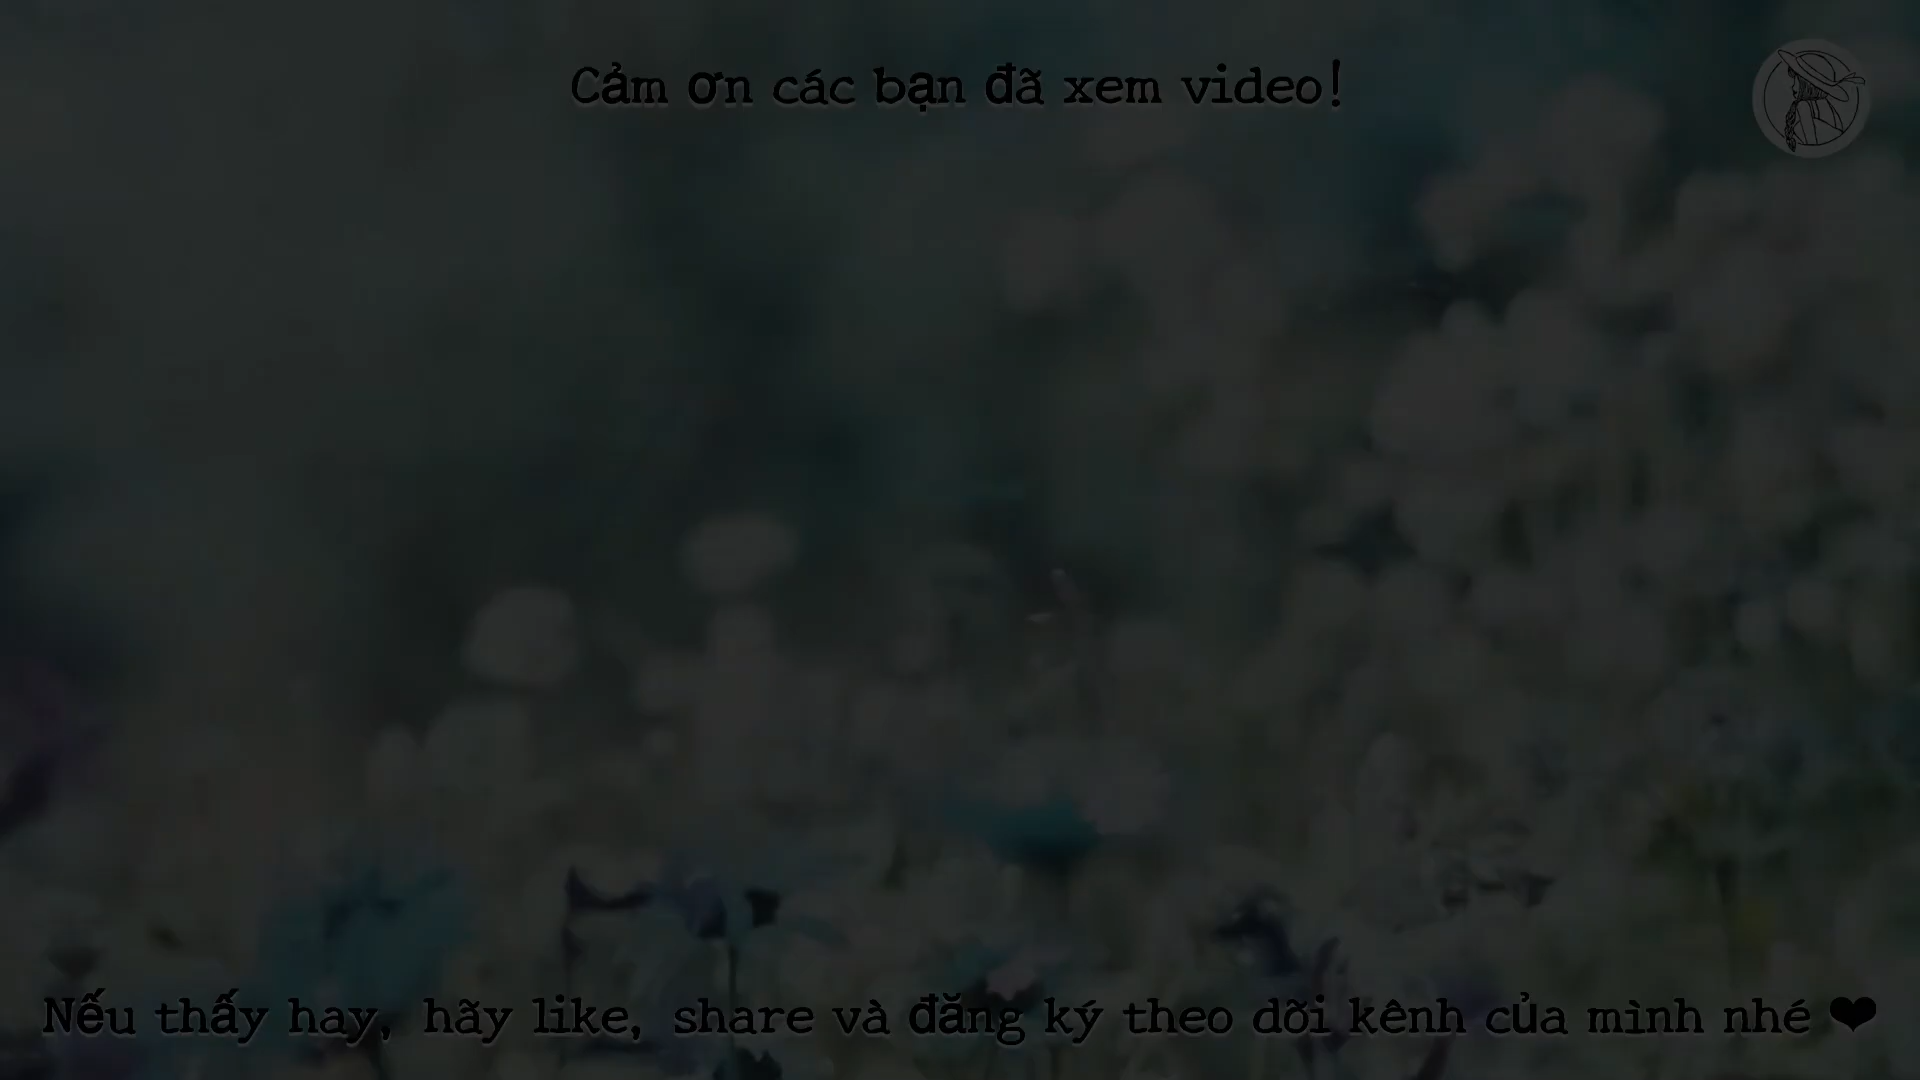 Cảm ơn các bạn đã xem video!
Nếu thấy hay, hãy like, share và đăng ký theo dõi kênh của mình nhé ❤